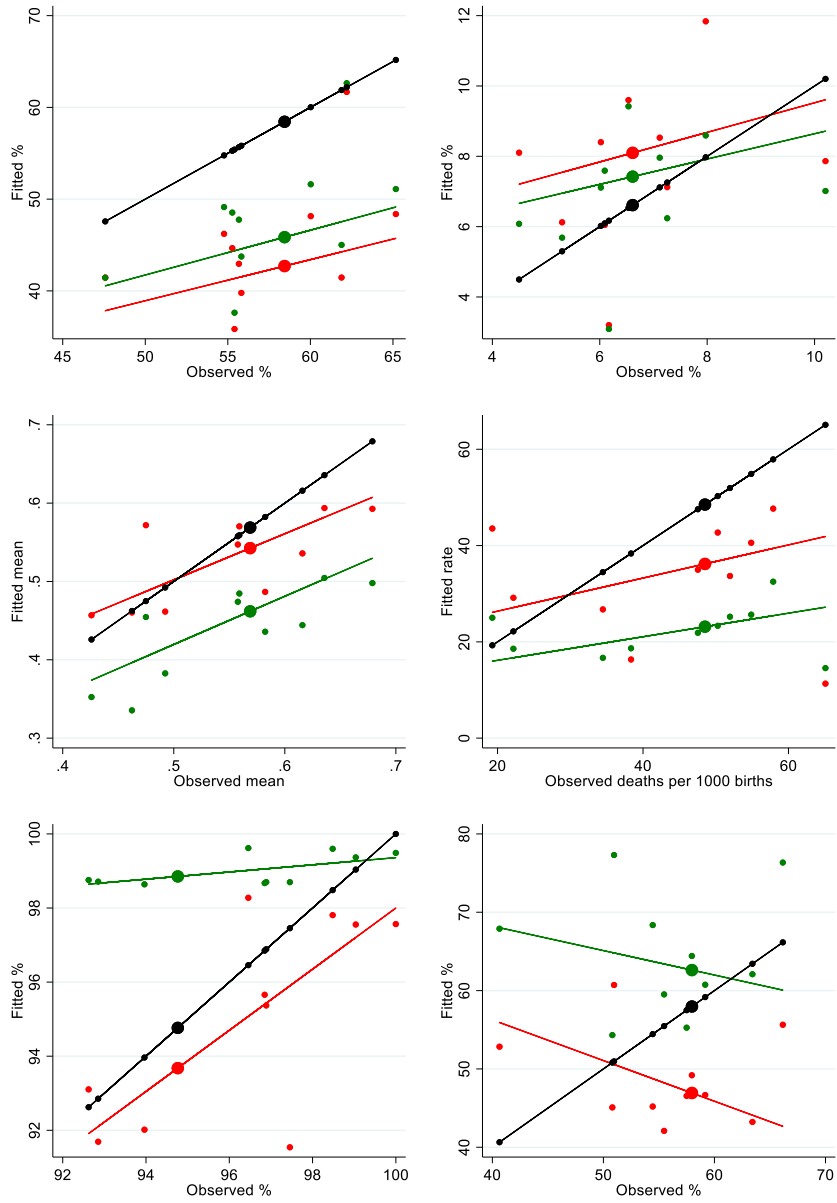 70
60
50
40
Fitted %
45 50 55 60 65
Observed %
12
10
8
6
4
Fitted %
4 6 8 10
Observed %
.7
.6
.5
.4
.3
Fitted mean
.4 .5 .6 .7
Observed mean
60
40
20
0
Fitted rate
20 40 60
Observed deaths per 1000 births
100
98
96
94
92
Fitted %
92 94 96 98 100
Observed %
80
70
60
50
40
Fitted %
40 50 60 70
Observed %